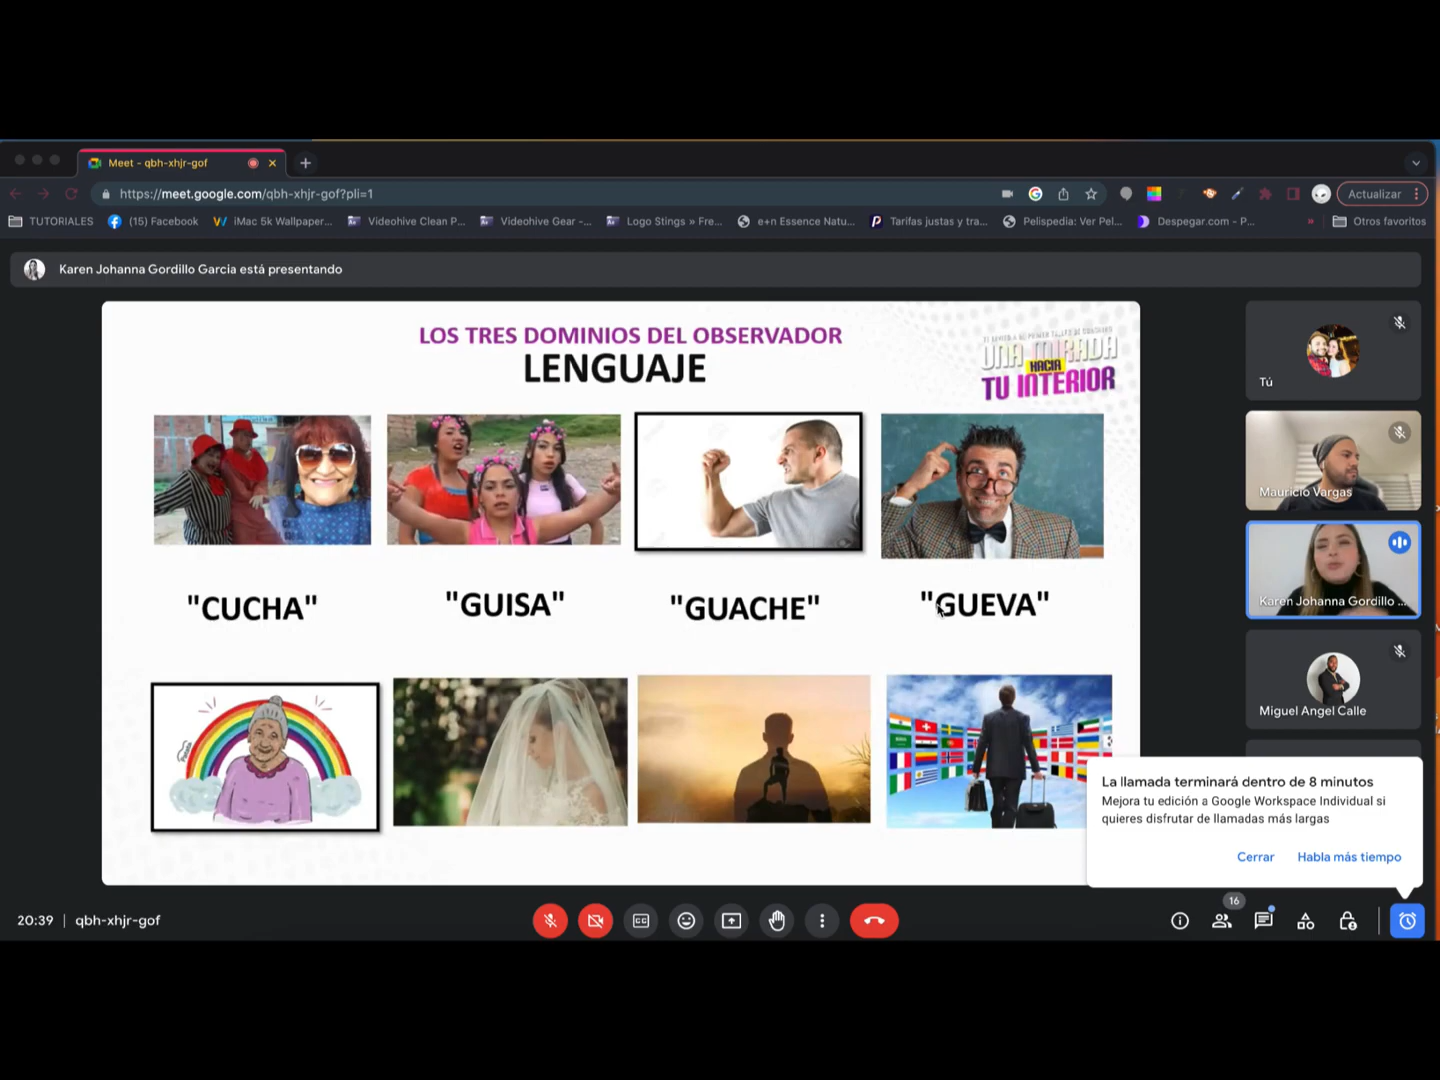 Meet - qbh-xhjr-gof
https://meet.google.com/qbh-xhjr-gof?pli=1
Actualizar
TUTORIALES
(15) Facebook
iMac 5k Wallpaper...
Videohive Clean P...
Videohive Gear -...
Logo Stings » Fre...
e+n Essence Natu...
Tarifas justas y tra...
Pelispedia: Ver Pel...
Despegar.com - P...
»
Otros favoritos
Karen Johanna Gordillo Garcia está presentando
LOS TRES DOMINIOS DEL OBSERVADOR
LENGUAJE
UNA MIRADA
HACIA
TU INTERIOR
"CUCHA"
"GUISA"
"GUACHE"
"GUEVA"
Tú
Mauricio Vargas
Karen Johanna Gordillo ...
Miguel Angel Calle
La llamada terminará dentro de 8 minutos
Mejora tu edición a Google Workspace Individual si
quieres disfrutar de llamadas más largas
Cerrar
Habla más tiempo
20:39 | qbh-xhjr-gof
CC
16